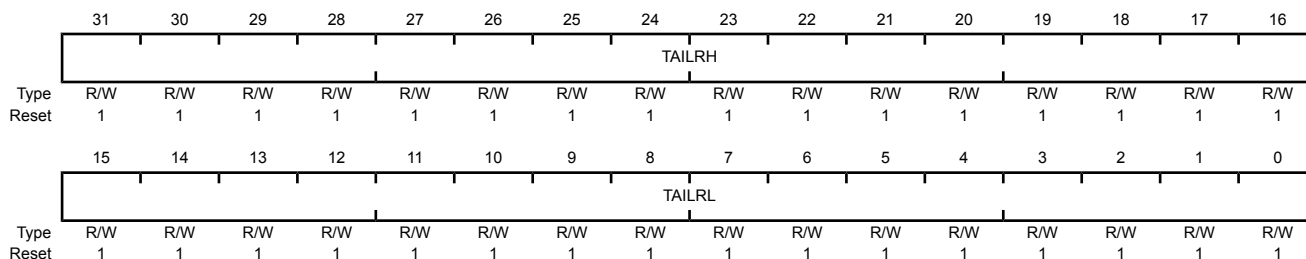 31 30 29 28 27 26 25 24 23 22 21 20 19 18 17 16
TAILRH
Type R/W R/W R/W R/W R/W R/W R/W R/W R/W R/W R/W R/W R/W R/W R/W R/W
Reset 1 1 1 1 1 1 1 1 1 1 1 1 1 1 1 1
15 14 13 12 11 10 9 8 7 6 5 4 3 2 1 0
TAILRL
Type R/W R/W R/W R/W R/W R/W R/W R/W R/W R/W R/W R/W R/W R/W R/W R/W
Reset 1 1 1 1 1 1 1 1 1 1 1 1 1 1 1 1